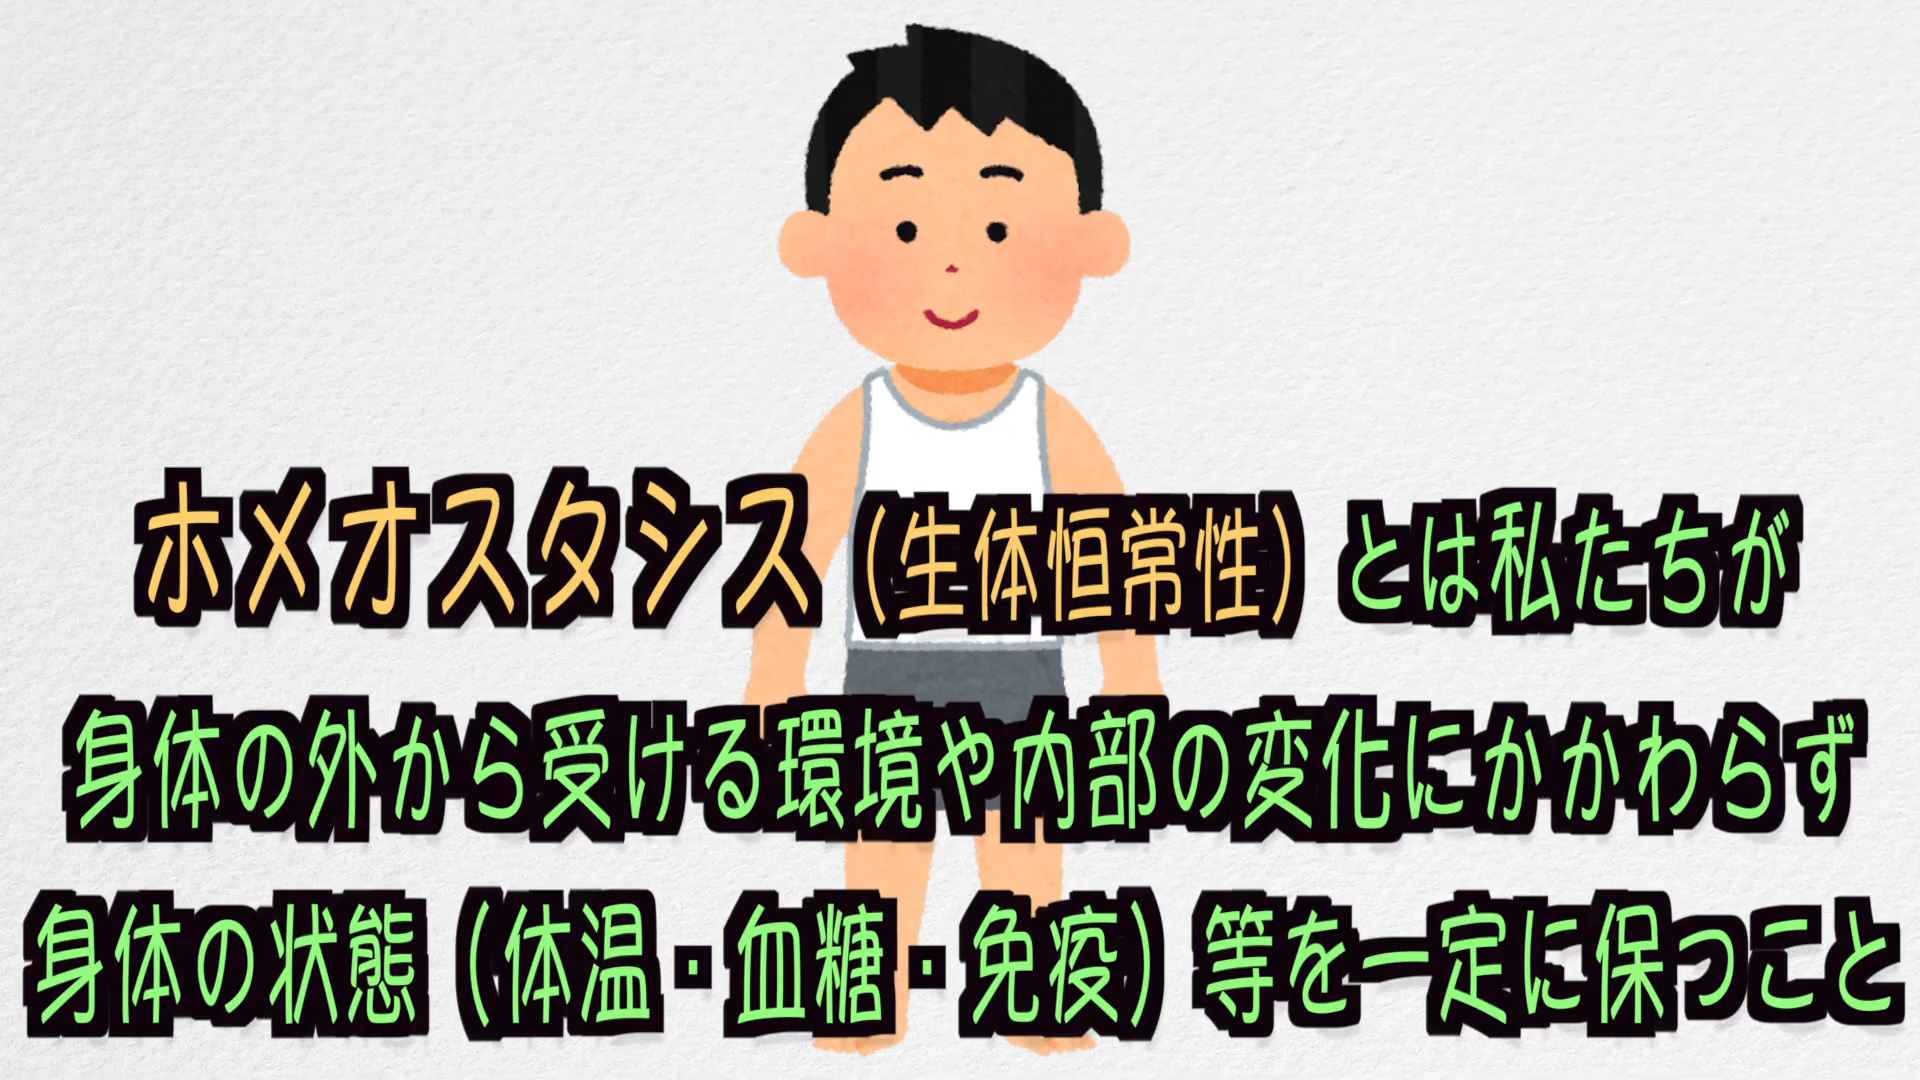 ホメオスタシス（生体恒常性）とは私たちが
身体の外から受ける環境や内部の変化にかかわらず
身体の状態（体温・血糖・免疫）等を一定に保つこと